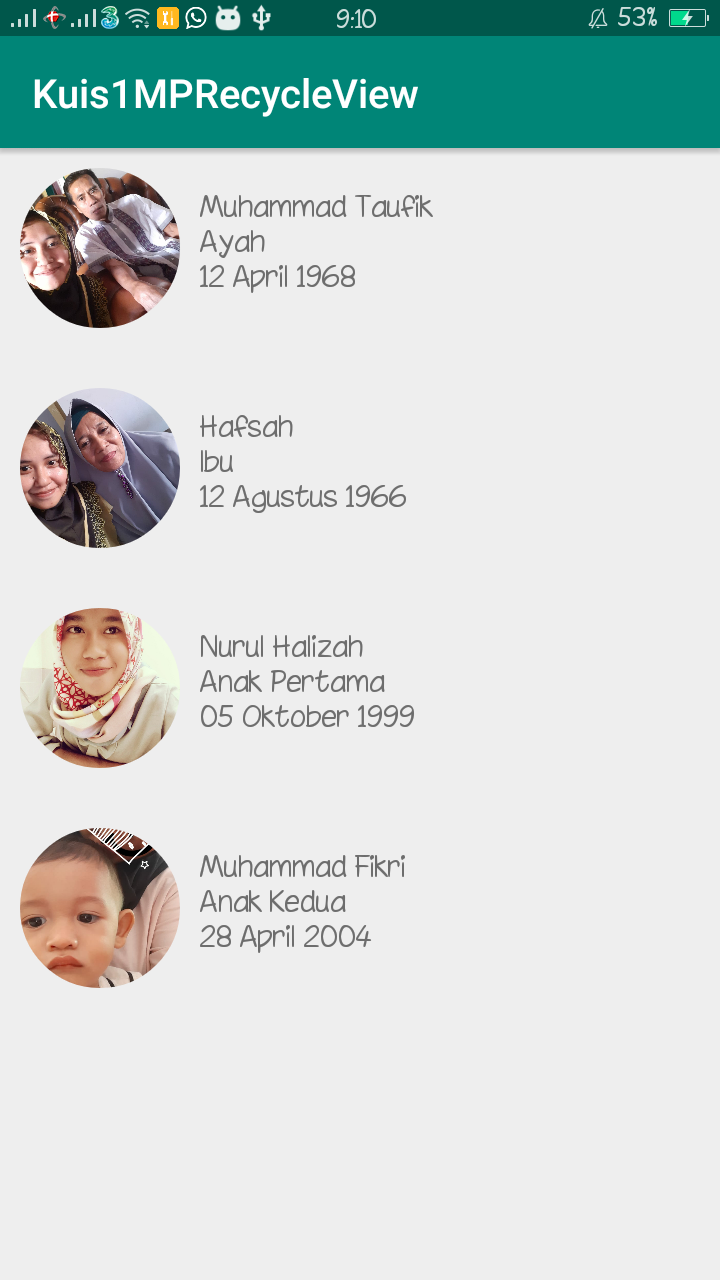 9:10
53%
Kuis1MPRecycleView
Muhammad Taufik
Ayah
12 April 1968
Hafsah
Ibu
12 Agustus 1966
Nurul Halizah
Anak Pertama
05 Oktober 1999
Muhammad Fikri
Anak Kedua
28 April 2004